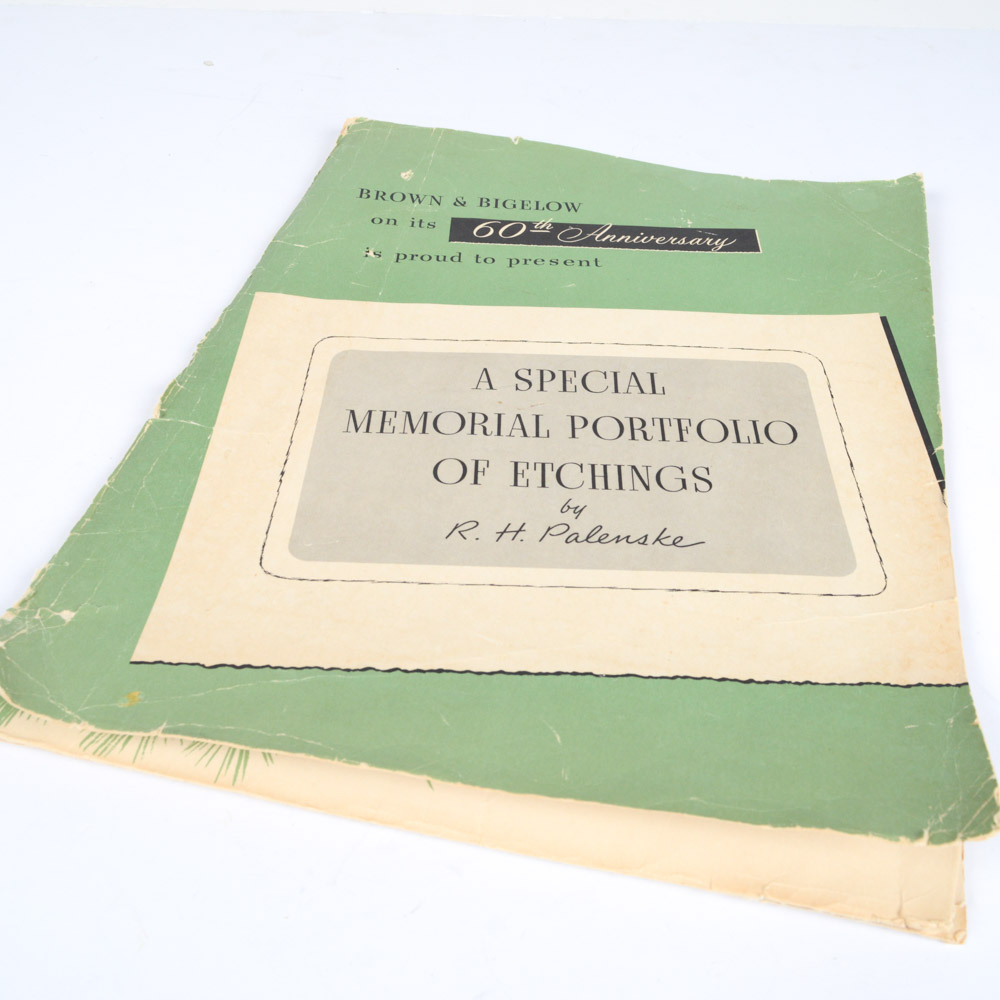 BROWN & BIGELOW
on its 60th Anniversary
is proud to present
A SPECIAL
MEMORIAL PORTFOLIO
OF ETCHINGS
by
R. H. Palenske